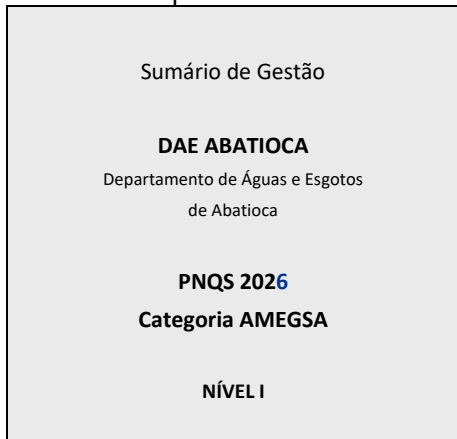 Sumário de Gestão
DAE ABATIOCA
Departamento de Águas e Esgotos
de Abatioca
PNQS 2026
Categoria AMEGSA
NÍVEL I